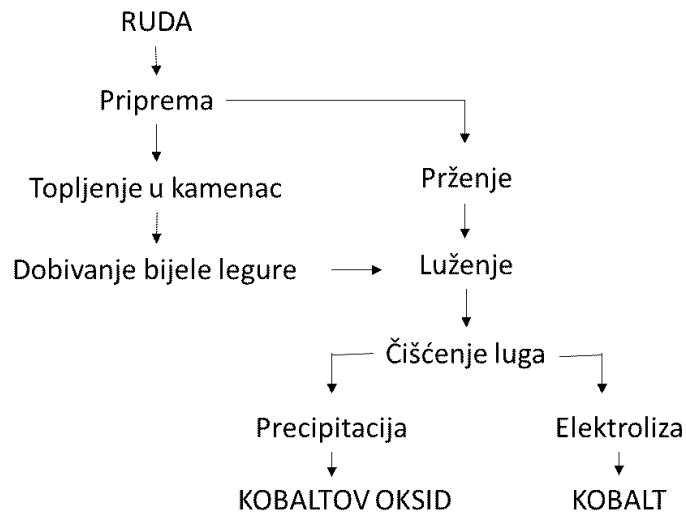 RUDA
Priprema
Topljenje u kamenac
Prženje
Dobivanje bijele legure
Luženje
Čišćenje luga
Precipitacija
Elektroliza
KOBALTOV OKSID
KOBALT